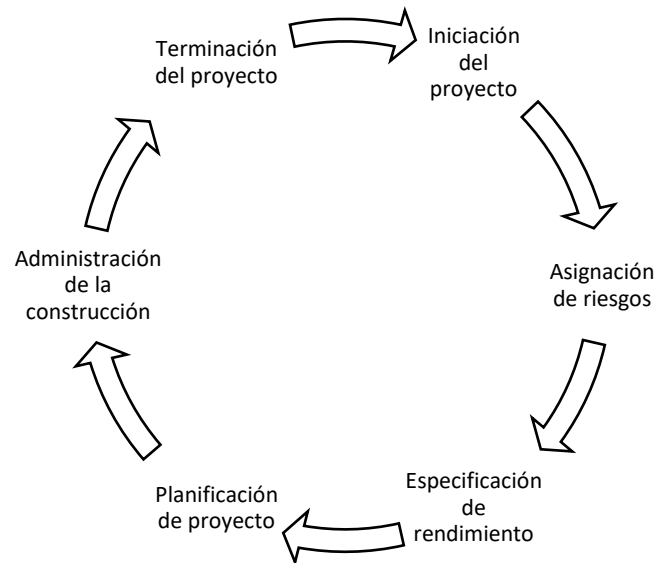 Iniciación
del
proyecto
Asignación
de riesgos
Especificación
de
rendimiento
Planificación
de proyecto
Administración
de la
construcción
Terminación
del proyecto